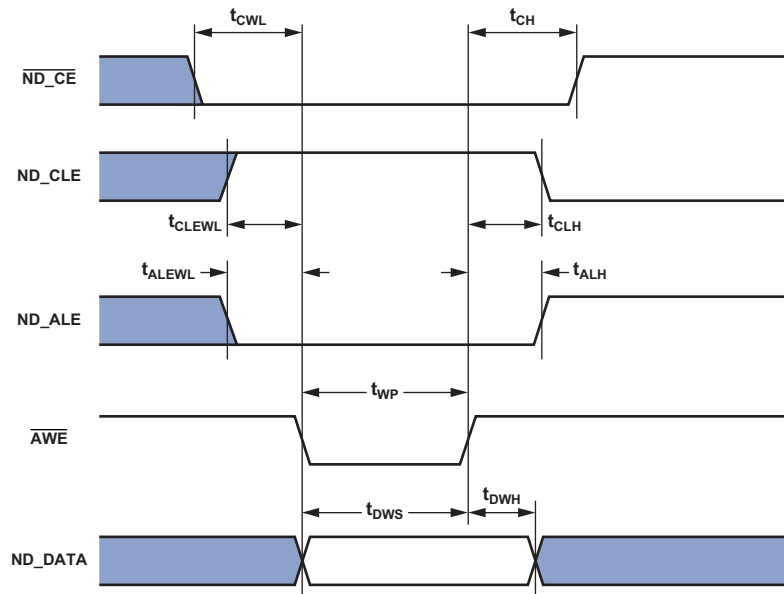 tCWL
tCH
ND_CE
ND_CLE
tCLEWL
tCLH
tALEWL
tALH
ND_ALE
tWP
AWE
tDWS
tDWH
ND_DATA